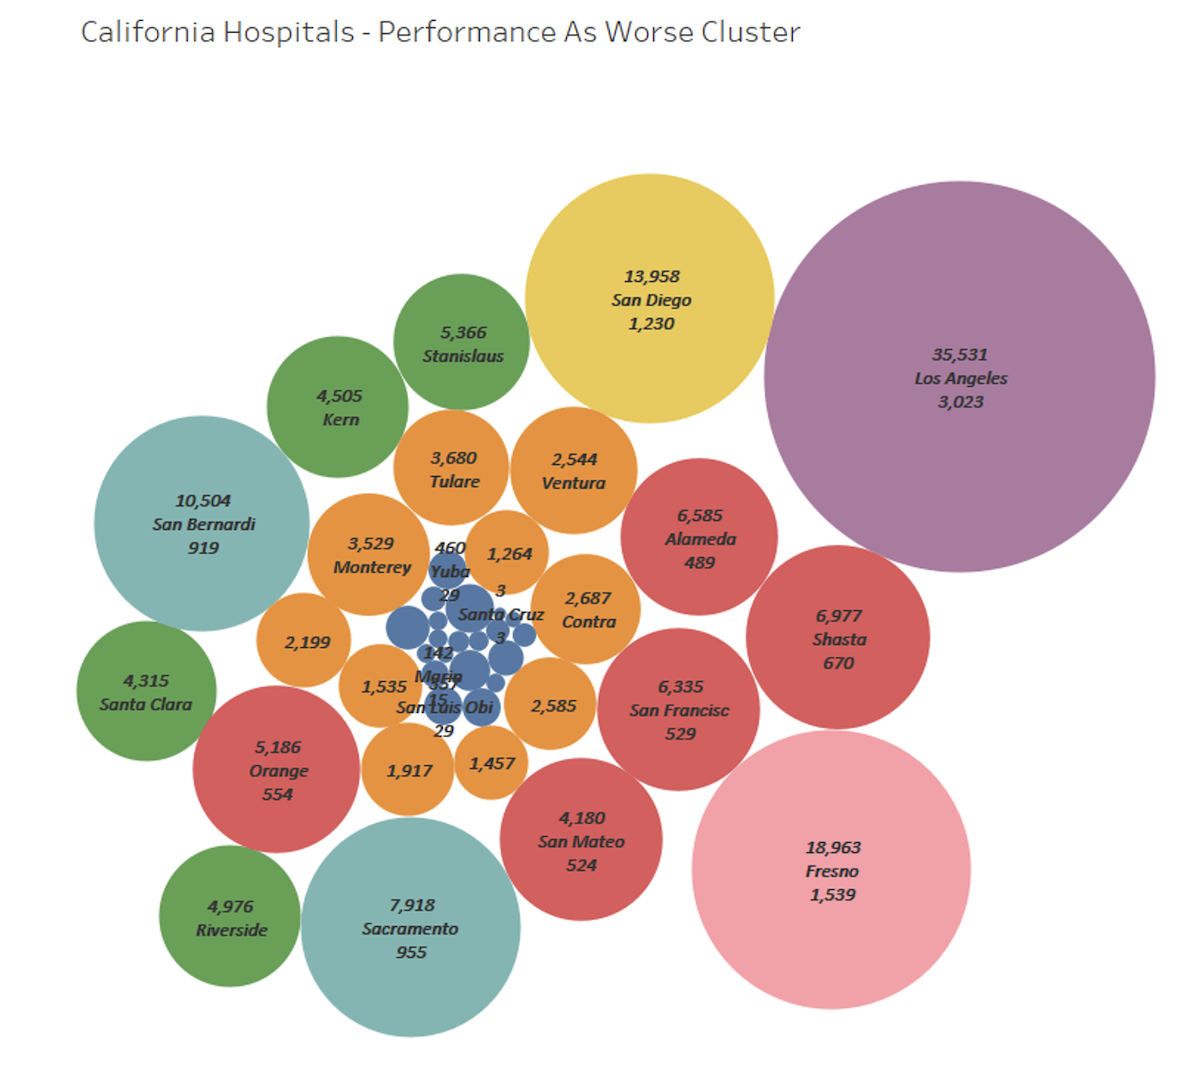 California Hospitals - Performance As Worse Cluster
13,958
San Diego
1,230
35,531
Los Angeles
3,023
5,366
Stanislaus
4,505
Kern
3,680
Tulare
2,544
Ventura
10,504
San Bernardi
919
6,585
Alameda
489
3,529
Monterey
460
Yuba
29
1,264
3
Santa Cruz
3
2,687
Contra
6,977
Shasta
670
2,199
142
Marin
15
1,535
357
San Luis Obi
29
2,585
4,315
Santa Clara
6,335
San Francisc
529
5,186
Orange
554
1,917
1,457
4,180
San Mateo
524
18,963
Fresno
1,539
4,976
Riverside
7,918
Sacramento
955